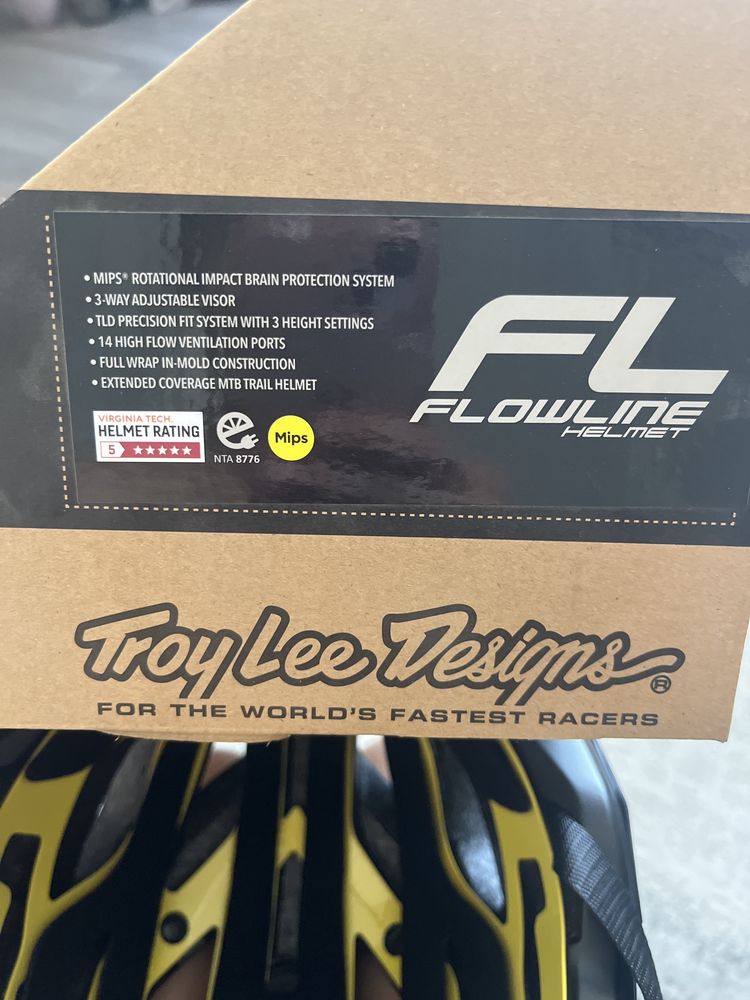 • MIPS® ROTATIONAL IMPACT BRAIN PROTECTION SYSTEM
• 3-WAY ADJUSTABLE VISOR
• TLD PRECISION FIT SYSTEM WITH 3 HEIGHT SETTINGS
• 14 HIGH FLOW VENTILATION PORTS
• FULL WRAP IN-MOLD CONSTRUCTION
• EXTENDED COVERAGE MTB TRAIL HELMET
VIRGINIA TECH.
HELMET RATING
5 ★★★★★
NTA 8776
Mips
FL
FLOWLINE
HELMET
Troy Lee Designs®
FOR THE WORLD'S FASTEST RACERS